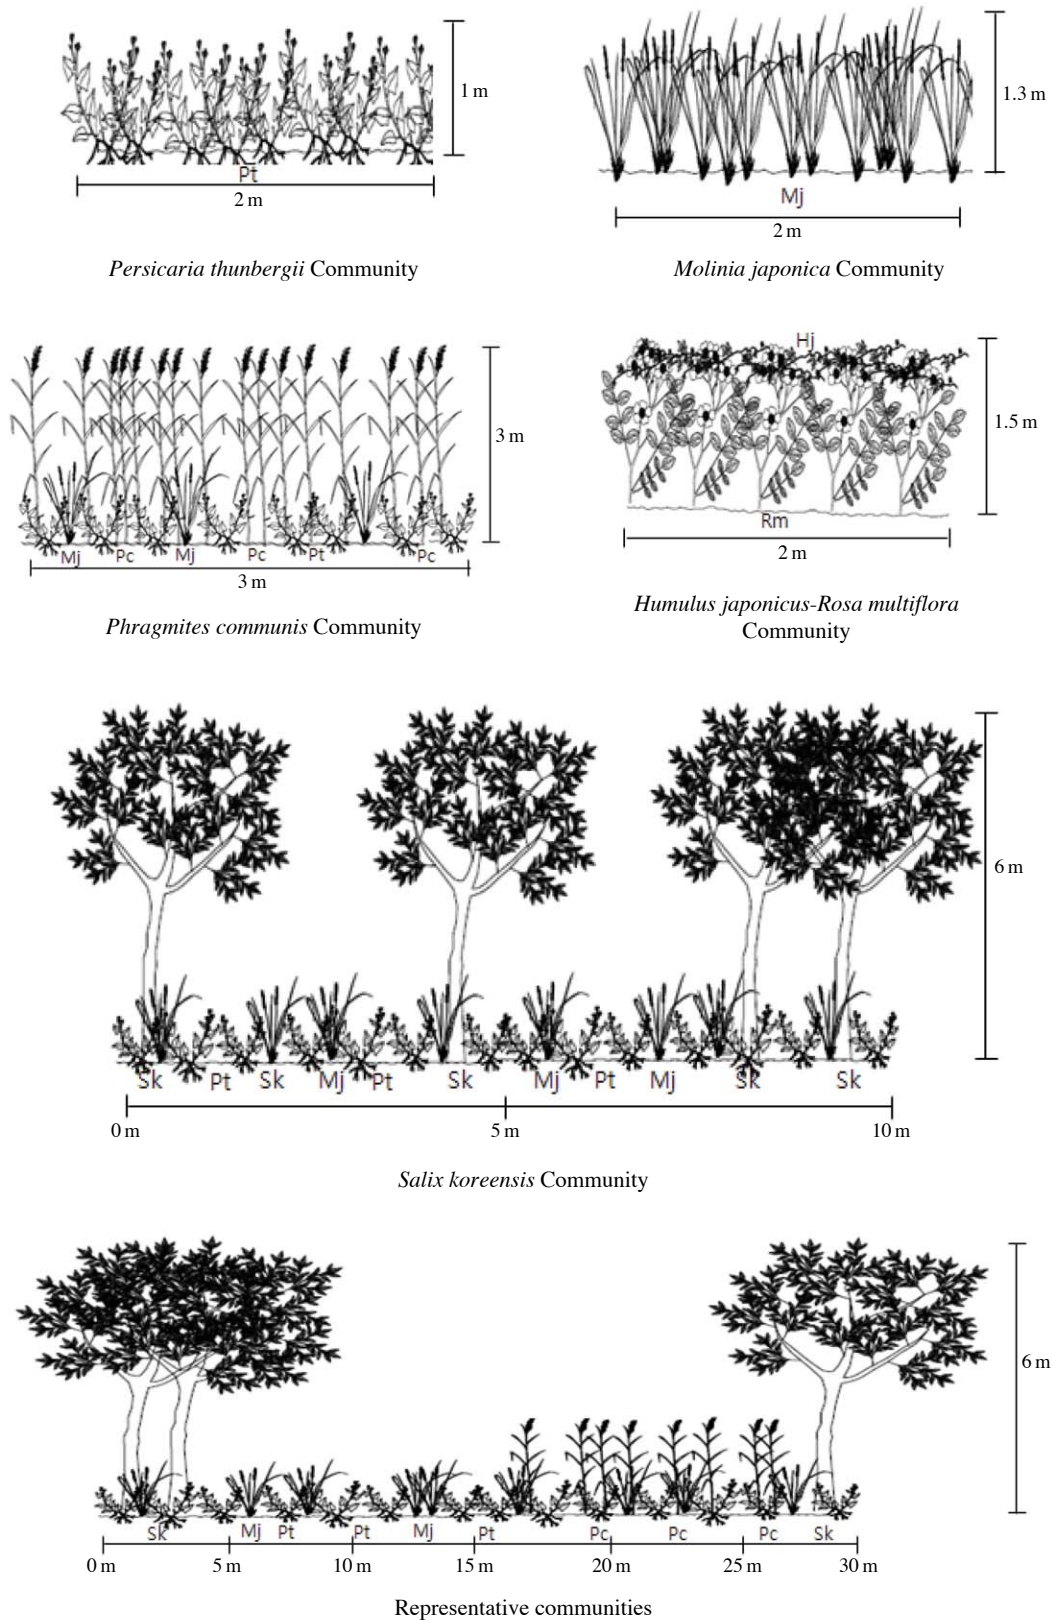 1 m
Pt
2 m
Persicaria thunbergii Community
1.3 m
Mj
2 m
Molinia japonica Community
3 m
Mj Pc Mj Pc Pt Pc
3 m
Phragmites communis Community
Hj
1.5 m
Rm
2 m
Humulus japonicus-Rosa multiflora
Community
6 m
Sk Pt Sk Mj Pt Sk Mj Pt Mj Sk Sk
0 m 5 m 10 m
Salix koreensis Community
6 m
Sk Mj Pt Pt Mj Pt Pc Pc Pc Sk
0 m 5 m 10 m 15 m 20 m 25 m 30 m
Representative communities